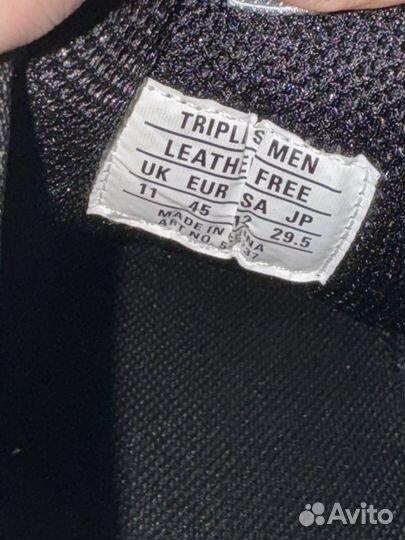 TRIPL S MEN
LEATHE FREE
UK EUR SA JP
11 45 2 29.5
MADE IN NA
ART NO. 37
Avito